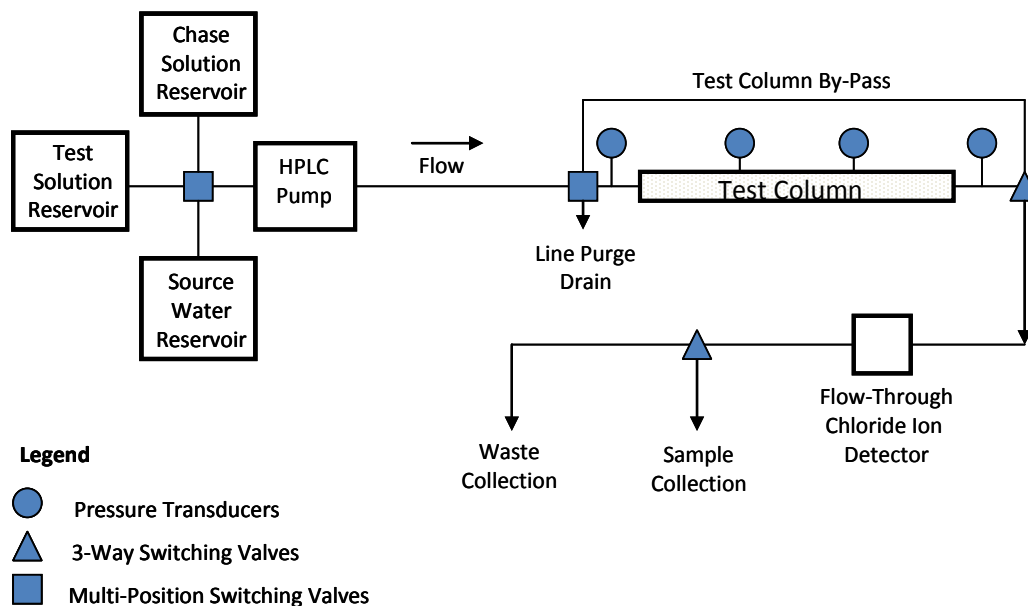 Chase
Solution
Reservoir
Test
Solution
Reservoir
HPLC
Pump
Source
Water
Reservoir
Flow
Test Column By-Pass
Test Column
Line Purge
Drain
Flow-Through
Chloride Ion
Detector
Waste
Collection
Sample
Collection
Legend
Pressure Transducers
3-Way Switching Valves
Multi-Position Switching Valves